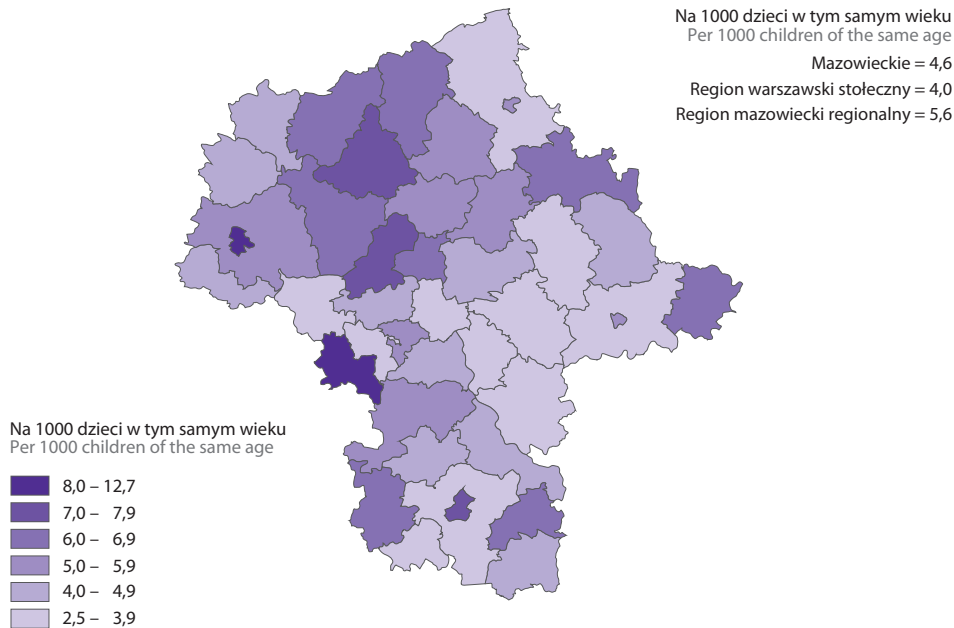 Na 1000 dzieci w tym samym wieku
Per 1000 children of the same age
Mazowieckie = 4,6
Region warszawski stołeczny = 4,0
Region mazowiecki regionalny = 5,6
Na 1000 dzieci w tym samym wieku
Per 1000 children of the same age
8,0 – 12,7
7,0 – 7,9
6,0 – 6,9
5,0 – 5,9
4,0 – 4,9
2,5 – 3,9